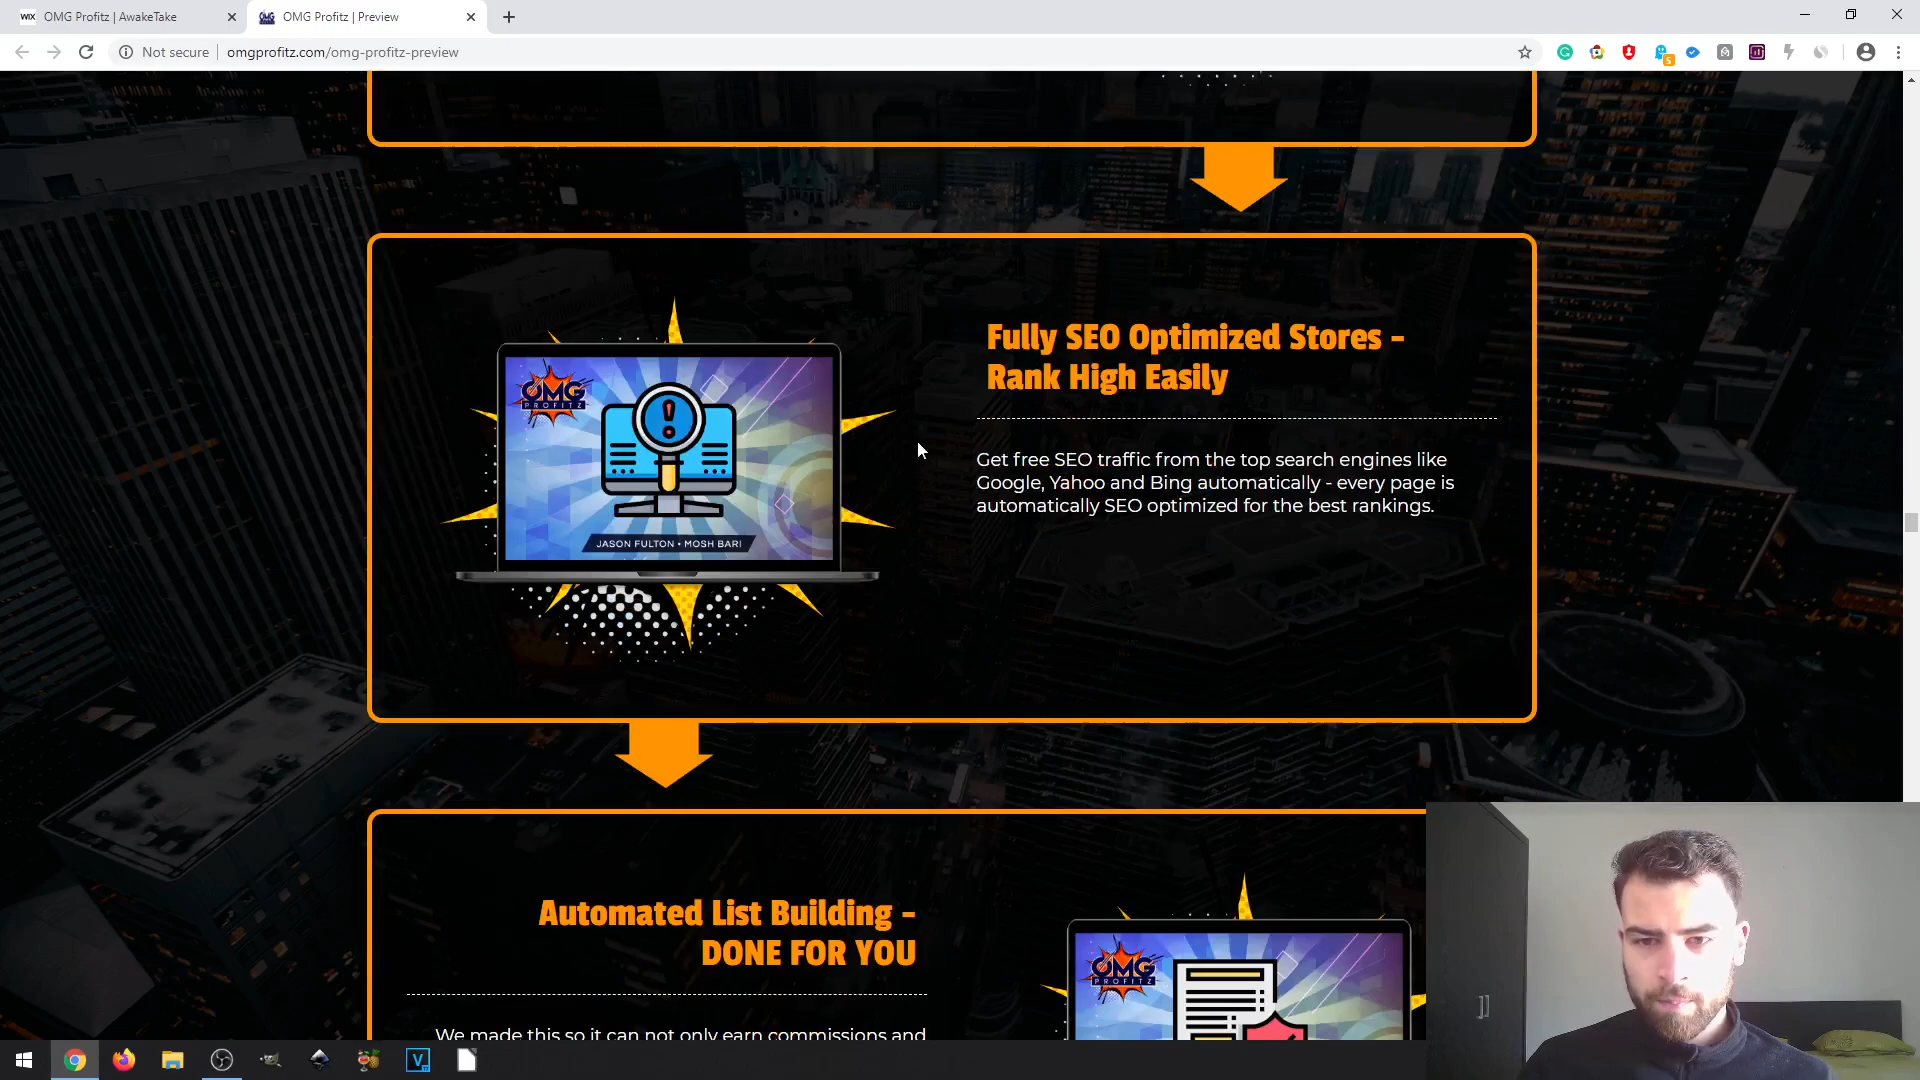 WIX OMG Profitz | AwakeTake
OMG Profitz | Preview
Not secure
omgprofitz.com/omg-profitz-preview
5
Fully SEO Optimized Stores -
Rank High Easily
OMG
PROFITZ
Get free SEO traffic from the top search engines like
Google, Yahoo and Bing automatically - every page is
automatically SEO optimized for the best rankings.
JASON FULTON • MOSH BARI
Automated List Building -
DONE FOR YOU
OMG
PROFITZ
We made this so it can not only earn commissions and
V